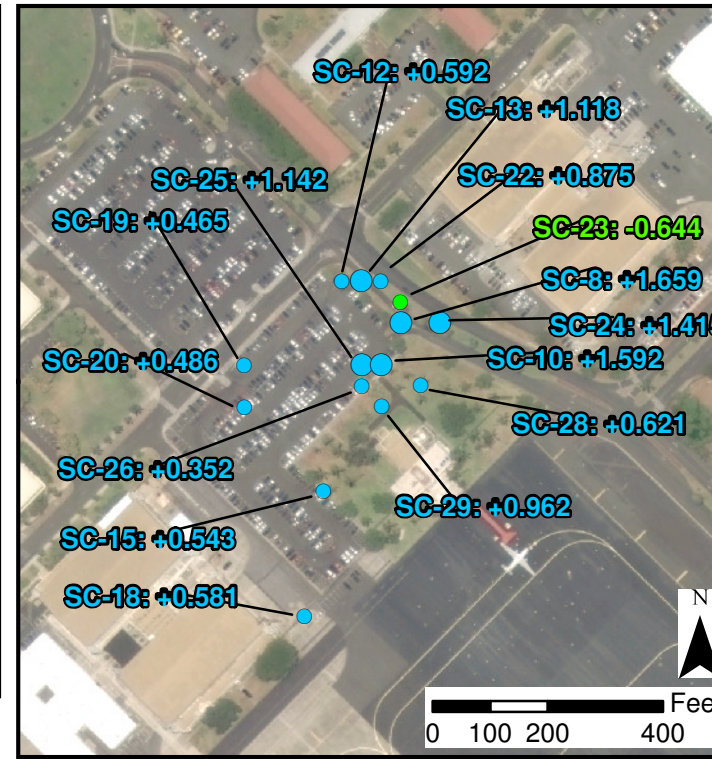 SC-12: +0.592
SC-13: +1.118
SC-22: +0.875
SC-25: +1.142
SC-19: +0.465
SC-23: -0.644
SC-8: +1.659
SC-24: +1.415
SC-10: +1.592
SC-20: +0.486
SC-28: +0.621
SC-26: +0.352
SC-29: +0.962
SC-15: +0.543
SC-18: +0.581
N
Fee
0 100 200 400